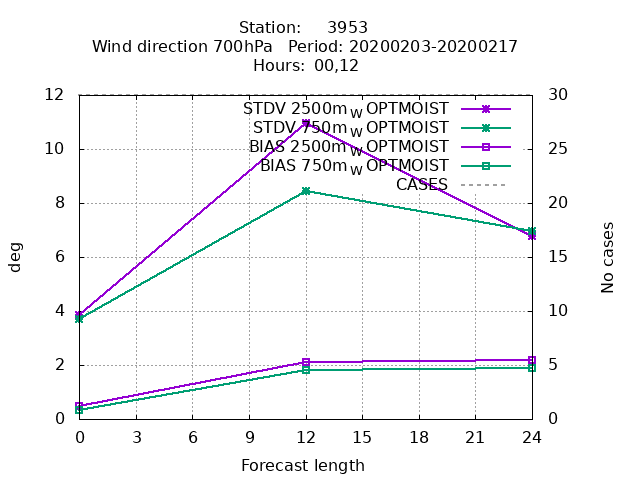 Station: 3953
Wind direction 700hPa Period: 20200203-20200217
Hours: 00,12
12 30
STDV 2500m W OPTMOIST
STDV 750m W OPTMOIST
10 25
BIAS 2500m W OPTMOIST
BIAS 750m W OPTMOIST
CASES
8 20
6 15
deg
No cases
4 10
2 5
0 0
0 3 6 9 12 15 18 21 24
Forecast length